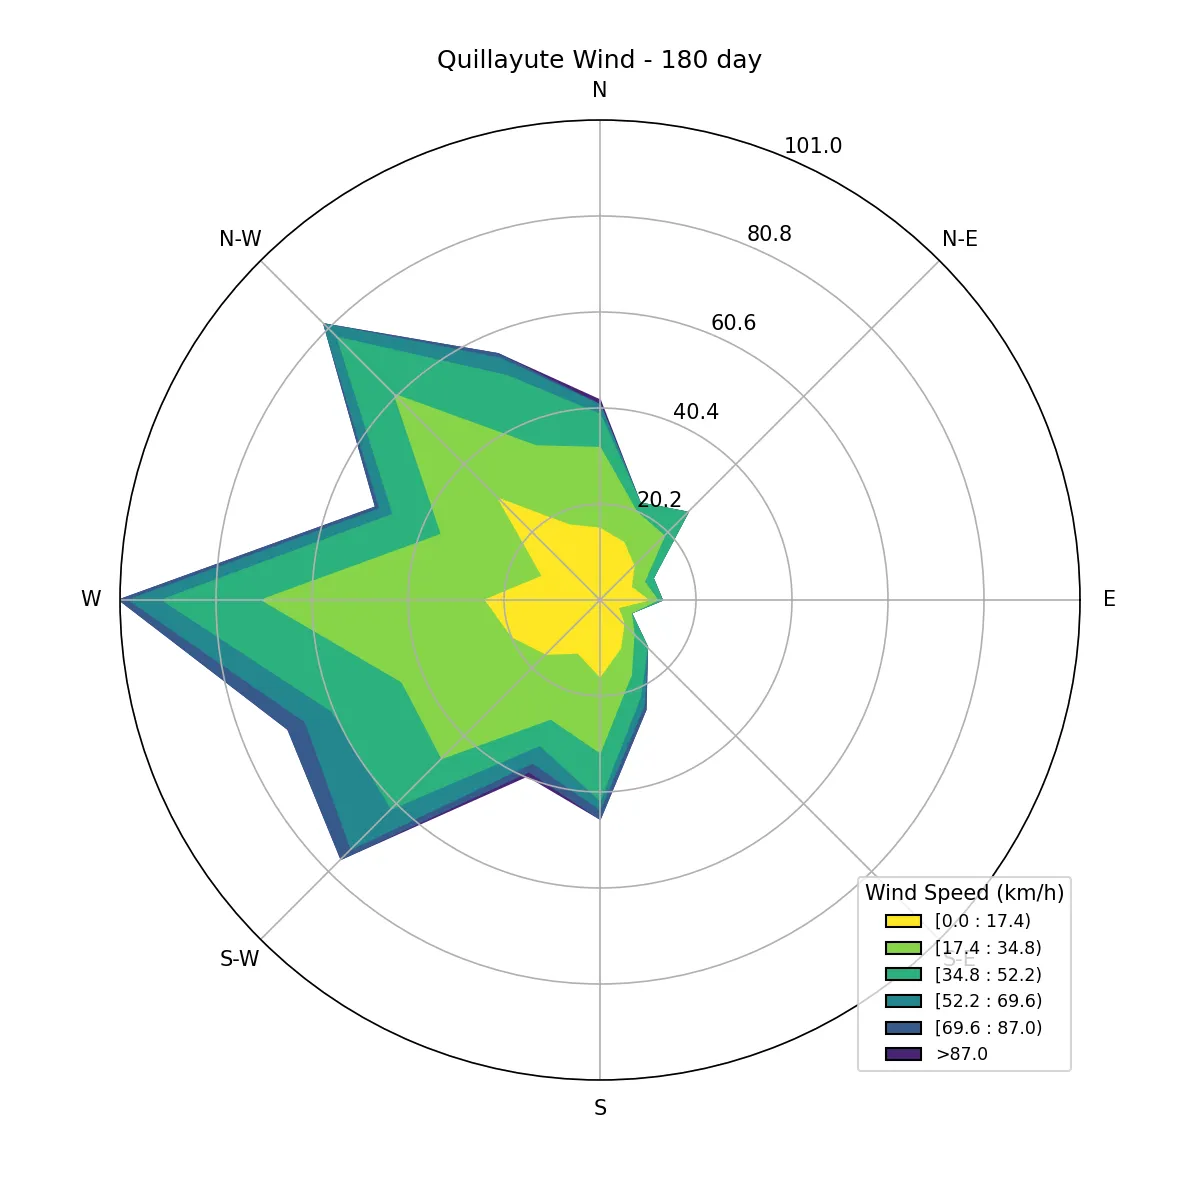 Quillayute Wind - 180 day
N
101.0
80.8
N-W
N-E
60.6
40.4
20.2
W
E
Wind Speed (km/h)
[0.0 : 17.4)
[17.4 : 34.8)
S-W
S-E
[34.8 : 52.2)
[52.2 : 69.6)
[69.6 : 87.0)
>87.0
S